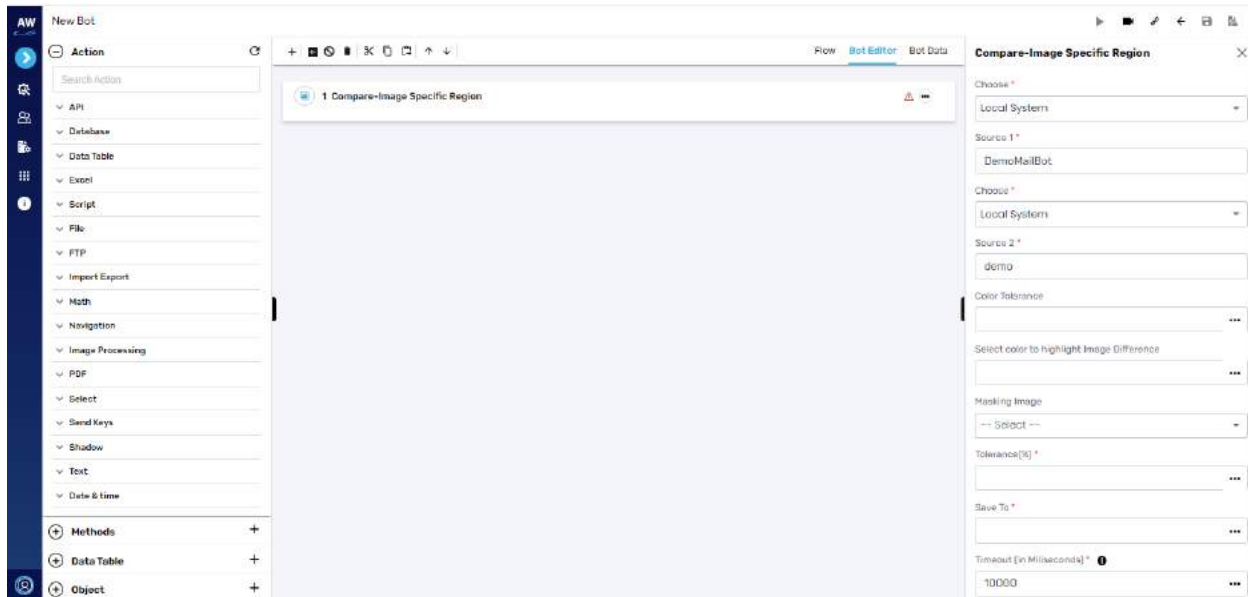 AW
New Bot
Action
Search Action
API
Database
Data Table
Excel
Script
File
FTP
Import Export
Math
Navigation
Image Processing
PDF
Select
Send Keys
Shadow
Text
Date & time
Methods
Data Table
Object
Flow Bot Editor Bot Data
1 Compare-Image Specific Region
Compare-Image Specific Region
Choose *
Local System
Source 1 *
DemoMailBot
Choose *
Local System
Source 2 *
demo
Color Tolerance
Select color to highlight Image Difference
Masking Image
-- Select --
Tolerance[%] *
Save To *
Timeout [in Miliseconds] *
10000